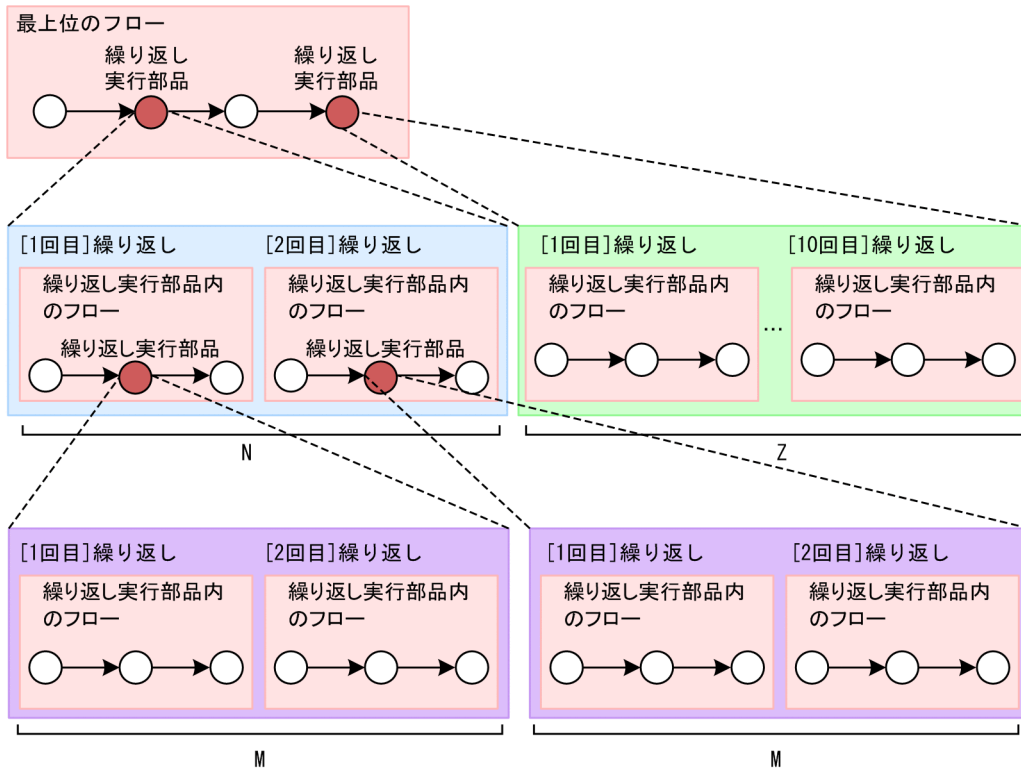 最上位のフロー
繰り返し
実行部品
繰り返し
実行部品
[1回目]繰り返し
[2回目]繰り返し
[1回目]繰り返し
[10回目]繰り返し
繰り返し実行部品内
のフロー
繰り返し実行部品内
のフロー
繰り返し実行部品内
のフロー
繰り返し実行部品内
のフロー
…
繰り返し実行部品
繰り返し実行部品
N
Z
[1回目]繰り返し
[2回目]繰り返し
[1回目]繰り返し
[2回目]繰り返し
繰り返し実行部品内
のフロー
繰り返し実行部品内
のフロー
繰り返し実行部品内
のフロー
繰り返し実行部品内
のフロー
M
M